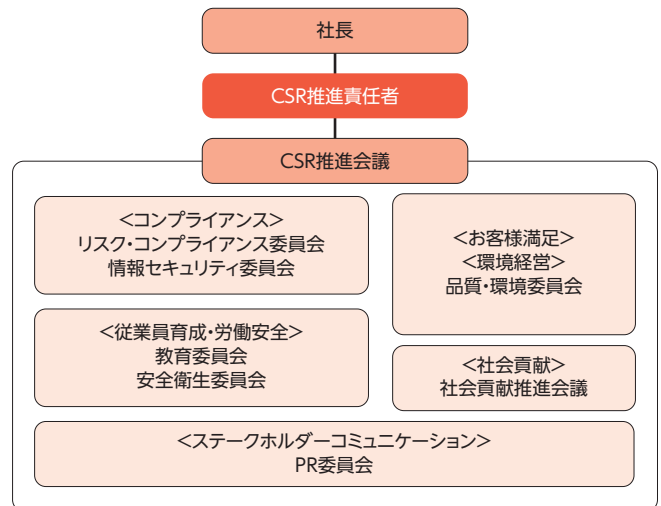 社長
CSR推進責任者
CSR推進会議
<コンプライアンス>
リスク・コンプライアンス委員会
情報セキュリティ委員会
<お客様満足>
<環境経営>
品質・環境委員会
<従業員育成・労働安全>
教育委員会
安全衛生委員会
<社会貢献>
社会貢献推進会議
<ステークホルダーコミュニケーション>
PR委員会